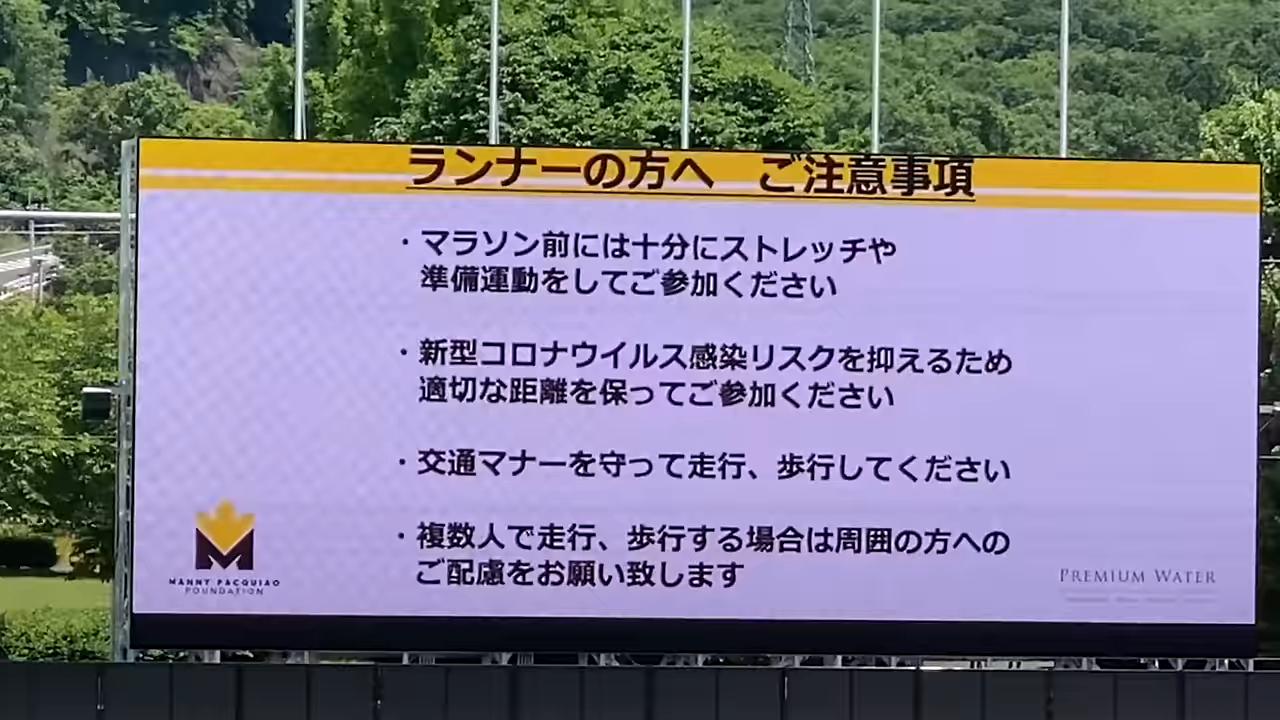 ランナーの方へ　ご注意事項
・マラソン前には十分にストレッチや
準備運動をしてご参加ください
・新型コロナウイルス感染リスクを抑えるため
適切な距離を保ってご参加ください
・交通マナーを守って走行、歩行してください
・複数人で走行、歩行する場合は周囲の方への
ご配慮をお願い致します
MANNY PACQUIAO
FOUNDATION
PREMIUM WATER